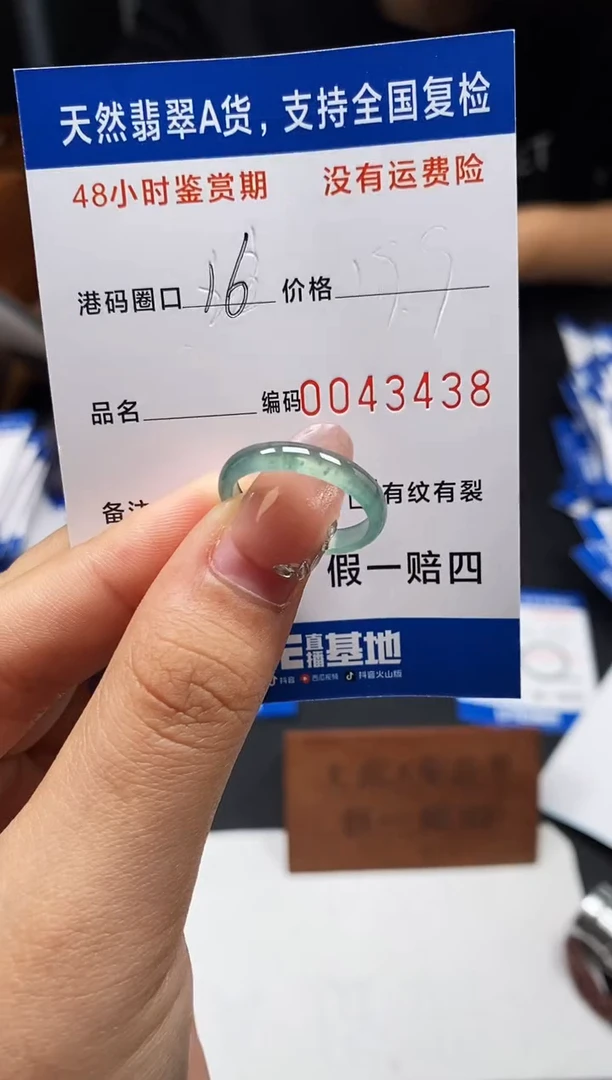 天然翡翠A货，支持全国复检
48小时鉴赏期 没有运费险
港码圈口 16 价格
品名 编码0043438
备注 有纹有裂
假一赔四
直播基地
抖音 西瓜视频 抖音火山版